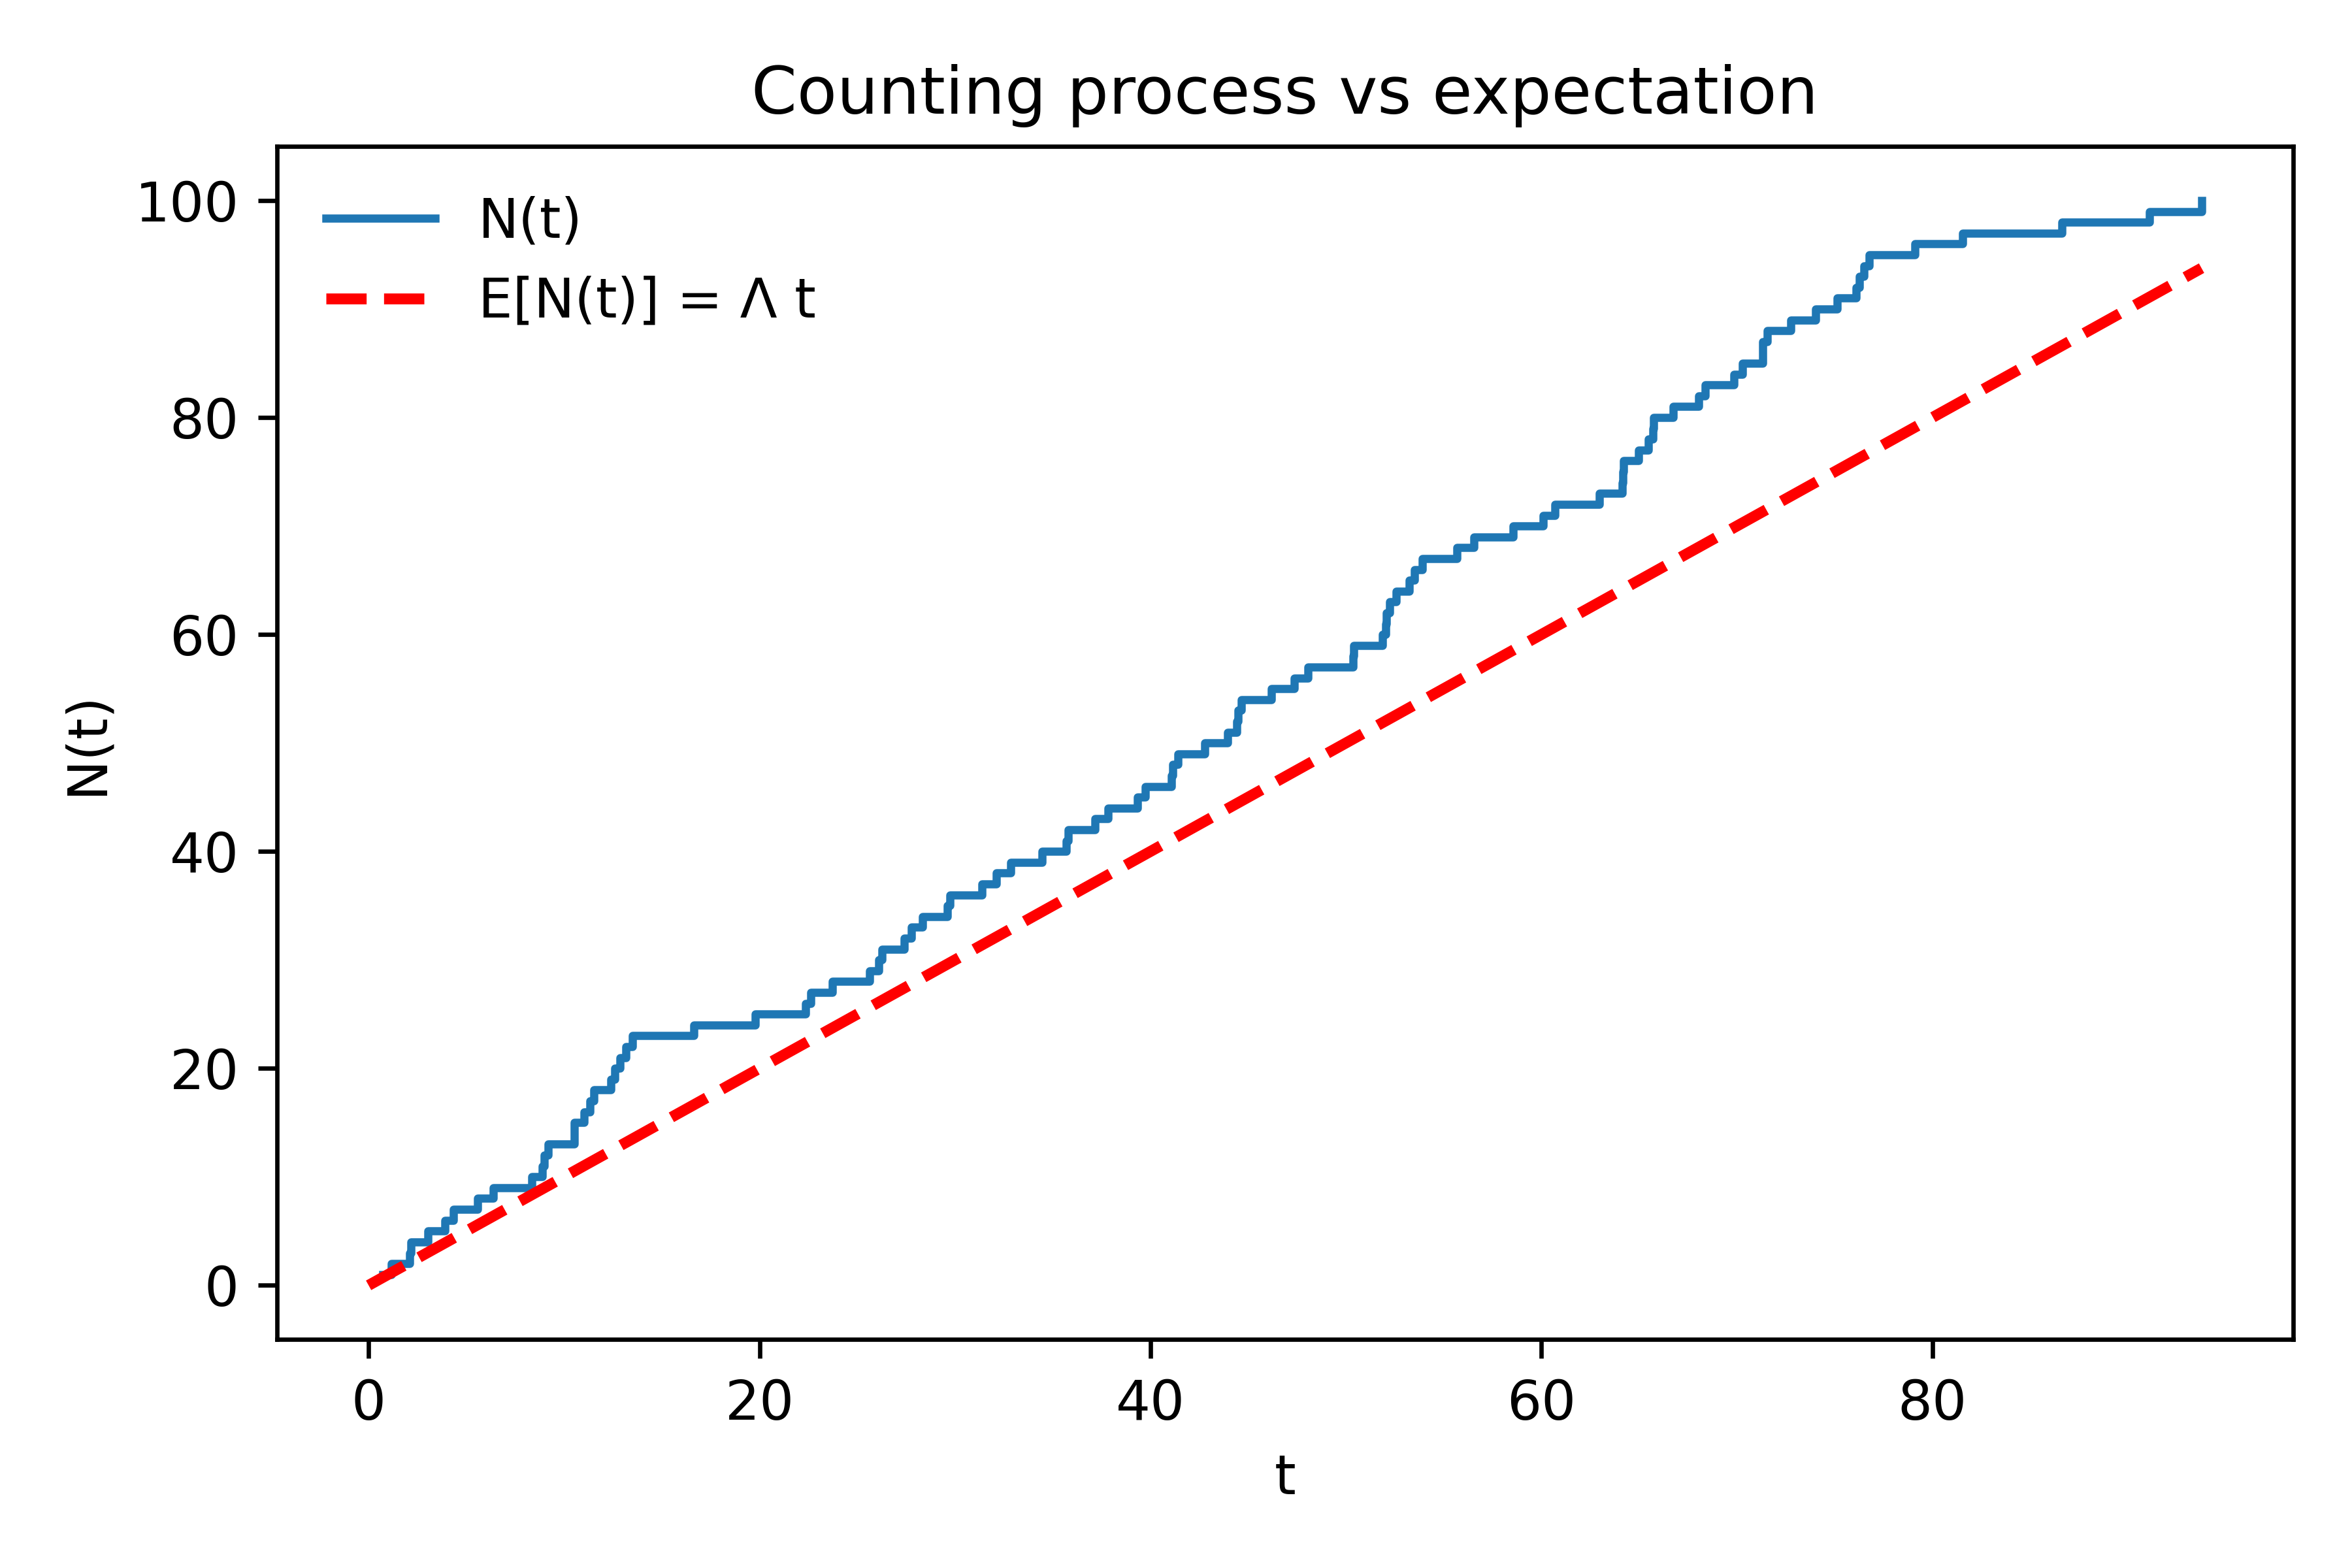 Counting process vs expectation
N(t)
E[N(t)] = Λ t
100
80
60
40
20
0
N(t)
0 20 40 60 80
t